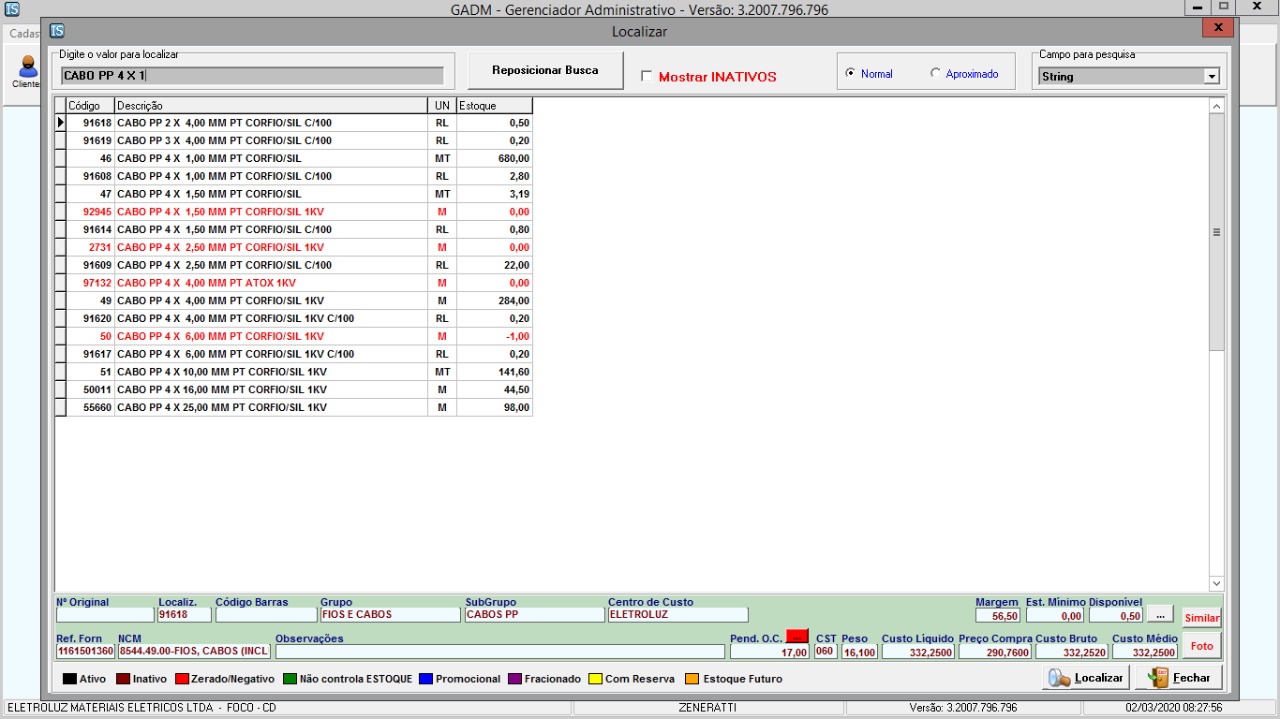 GADM - Gerenciador Administrativo - Versão: 3.2007.796.796
Cadas
Cliente
Localizar
Digite o valor para localizar
CABO PP 4 X 1
Reposicionar Busca
Mostrar INATIVOS
Normal
Aproximado
Campo para pesquisa
String
Código Descrição UN Estoque
91618 CABO PP 2 X 4,00 MM PT CORFIO/SIL C/100 RL 0,50
91619 CABO PP 3 X 4,00 MM PT CORFIO/SIL C/100 RL 0,20
46 CABO PP 4 X 1,00 MM PT CORFIO/SIL MT 680,00
91608 CABO PP 4 X 1,00 MM PT CORFIO/SIL C/100 RL 2,80
47 CABO PP 4 X 1,50 MM PT CORFIO/SIL MT 3,19
92945 CABO PP 4 X 1,50 MM PT CORFIO/SIL 1KV M 0,00
91614 CABO PP 4 X 1,50 MM PT CORFIO/SIL C/100 RL 0,80
2731 CABO PP 4 X 2,50 MM PT CORFIO/SIL 1KV M 0,00
91609 CABO PP 4 X 2,50 MM PT CORFIO/SIL C/100 RL 22,00
97132 CABO PP 4 X 4,00 MM PT ATOX 1KV M 0,00
49 CABO PP 4 X 4,00 MM PT CORFIO/SIL 1KV M 284,00
91620 CABO PP 4 X 4,00 MM PT CORFIO/SIL 1KV C/100 RL 0,20
50 CABO PP 4 X 6,00 MM PT CORFIO/SIL 1KV M -1,00
91617 CABO PP 4 X 6,00 MM PT CORFIO/SIL 1KV C/100 RL 0,20
51 CABO PP 4 X 10,00 MM PT CORFIO/SIL 1KV MT 141,60
50011 CABO PP 4 X 16,00 MM PT CORFIO/SIL 1KV M 44,50
55660 CABO PP 4 X 25,00 MM PT CORFIO/SIL 1KV M 98,00
Nº Original Localiz. Código Barras Grupo SubGrupo Centro de Custo Margem Est. Mínimo Disponível
91618 FIOS E CABOS CABOS PP ELETROLUZ 56,50 0,00 0,50 ... Similar
Ref. Forn NCM Observações Pend. O.C. ... CST Peso Custo Líquido Preço Compra Custo Bruto Custo Médio
1161501360 8544.49.00-FIOS, CABOS (INCL 17,00 060 16,100 332,2500 290,7600 332,2520 332,2500 Foto
Ativo Inativo Zerado/Negativo Não controla ESTOQUE Promocional Fracionado Com Reserva Estoque Futuro Localizar Fechar
ELETROLUZ MATERIAIS ELETRICOS LTDA - FOCO - CD ZENERATTI Versão: 3.2007.796.796 02/03/2020 08:27:56